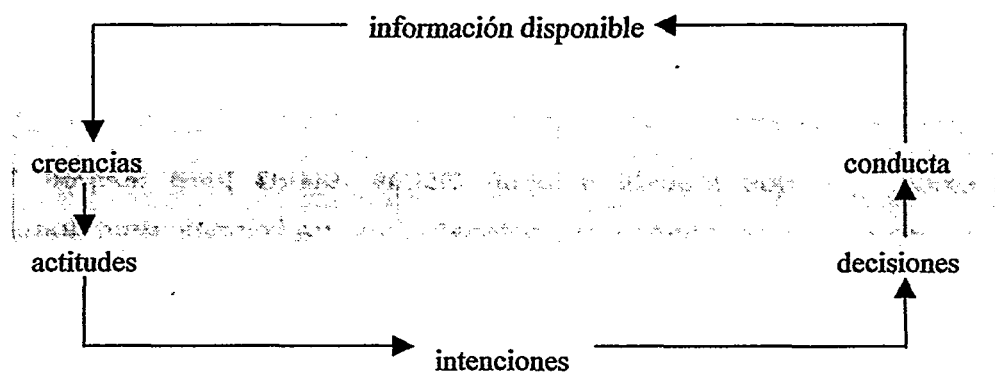 información disponible
creencias
conducta
actitudes
decisiones
intenciones